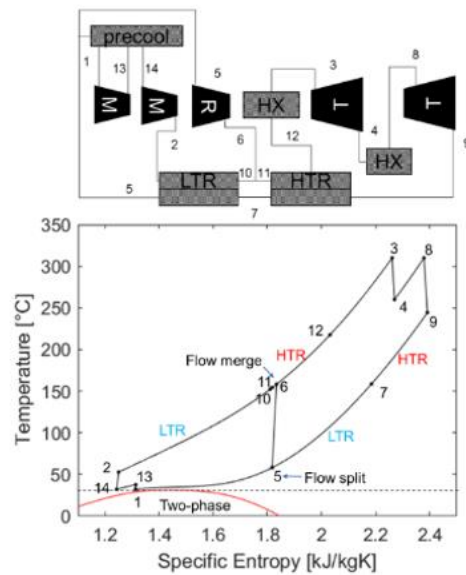 precool
1 13 14 5 3 8
M M R HX T T
2 6 12 4 9
HX
LTR 10 11 HTR
5 7
350
300
250
200
150
100
50
0
Temperature [°C]
3 8
4 9
12 HTR HTR
Flow merge
11 6 7
10
LTR LTR
2 13 5 Flow split
14
1 Two-phase
1.2 1.4 1.6 1.8 2 2.2 2.4
Specific Entropy [kJ/kgK]